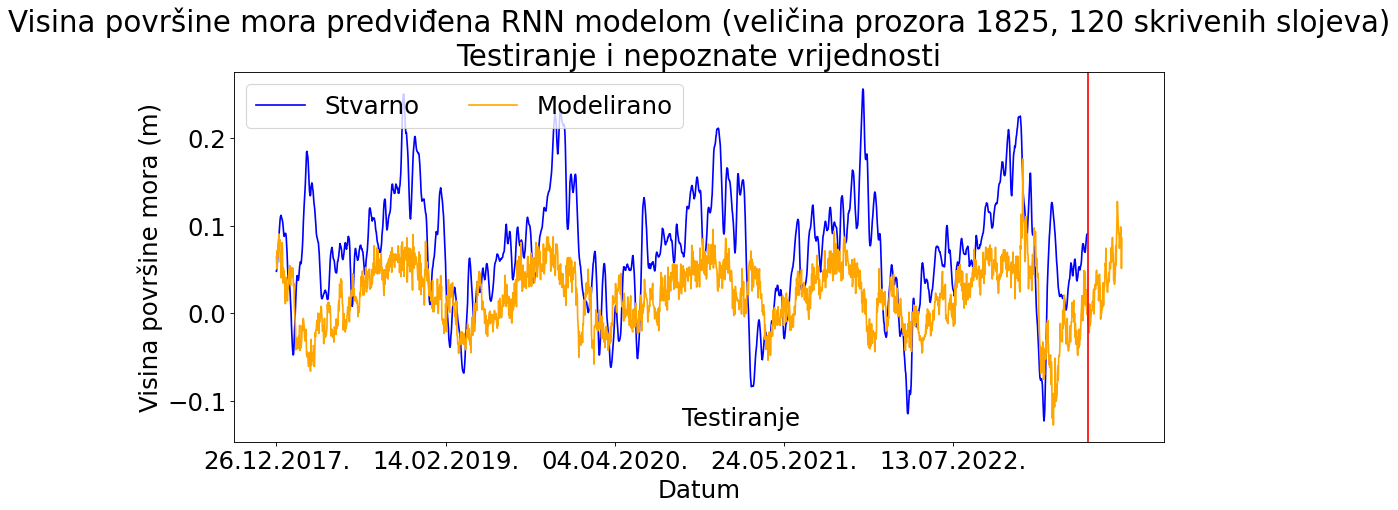 Visina površine mora predviđena RNN modelom (veličina prozora 1825, 120 skrivenih slojeva)
Testiranje i nepoznate vrijednosti
Stvarno
Modelirano
Visina površine mora (m)
0.2
0.1
0.0
−0.1
Testiranje
26.12.2017.
14.02.2019.
04.04.2020.
24.05.2021.
13.07.2022.
Datum